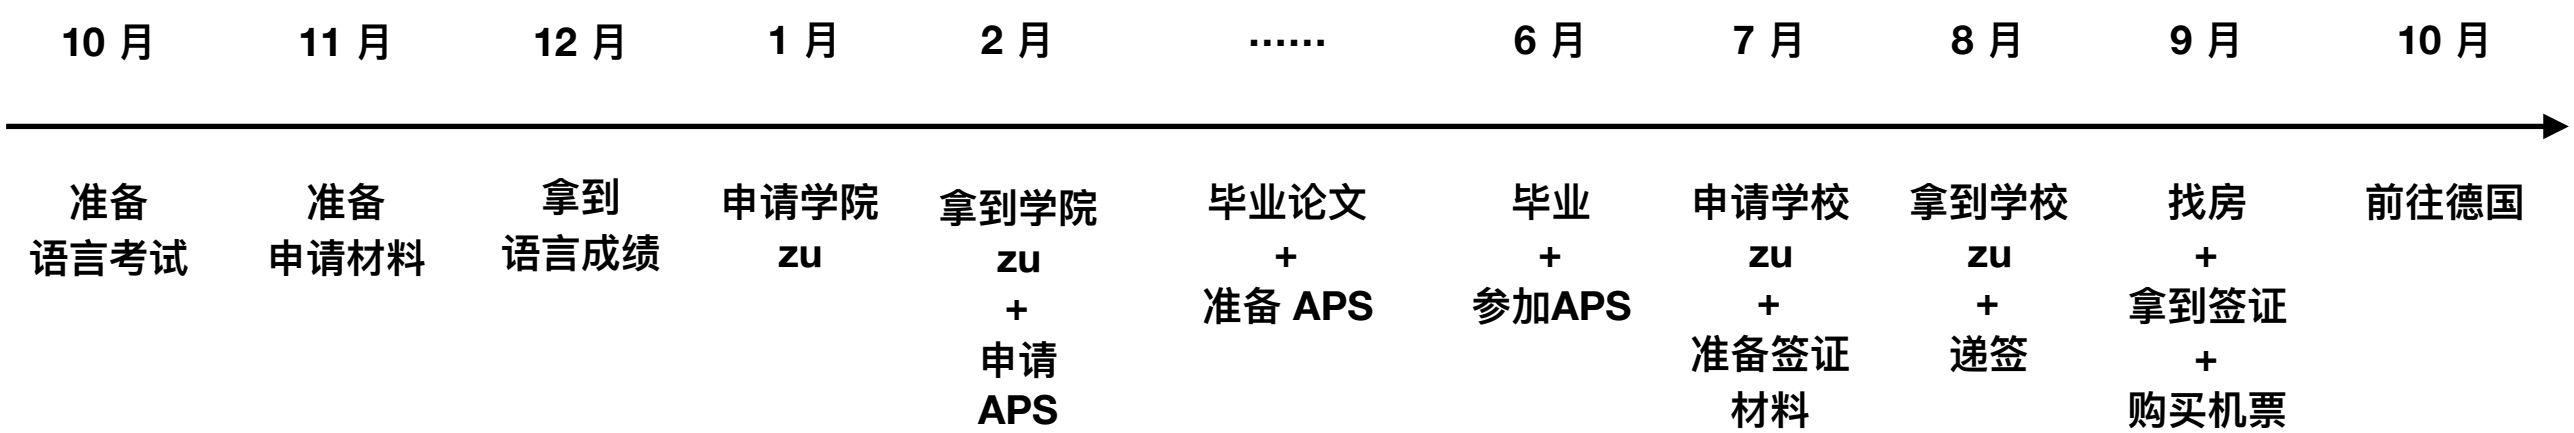 10 月 11 月 12 月 1 月 2 月 ...... 6 月 7 月 8 月 9 月 10 月
准备
语言考试
准备
申请材料
拿到
语言成绩
申请学院
zu
拿到学院
zu
+
申请
APS
毕业论文
+
准备 APS
毕业
+
参加APS
申请学校
zu
+
准备签证
材料
拿到学校
zu
+
递签
找房
+
拿到签证
+
购买机票
前往德国